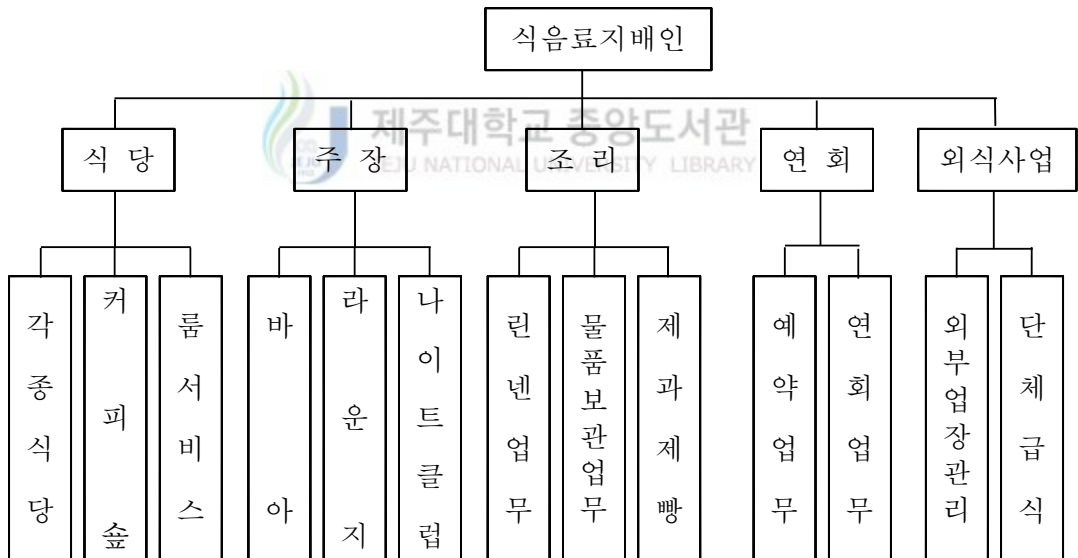 식음료지배인
제주대학교 중앙도서관
JEJU NATIONAL UNIVERSITY LIBRARY
식 당
주 장
조 리
연 회
외식사업
각종식당
커피숖
룸서비스
바아
라운지
나이트클럽
린넨업무
물품보관업무
제과제빵
예약업무
연회업무
외부업장관리
단체급식